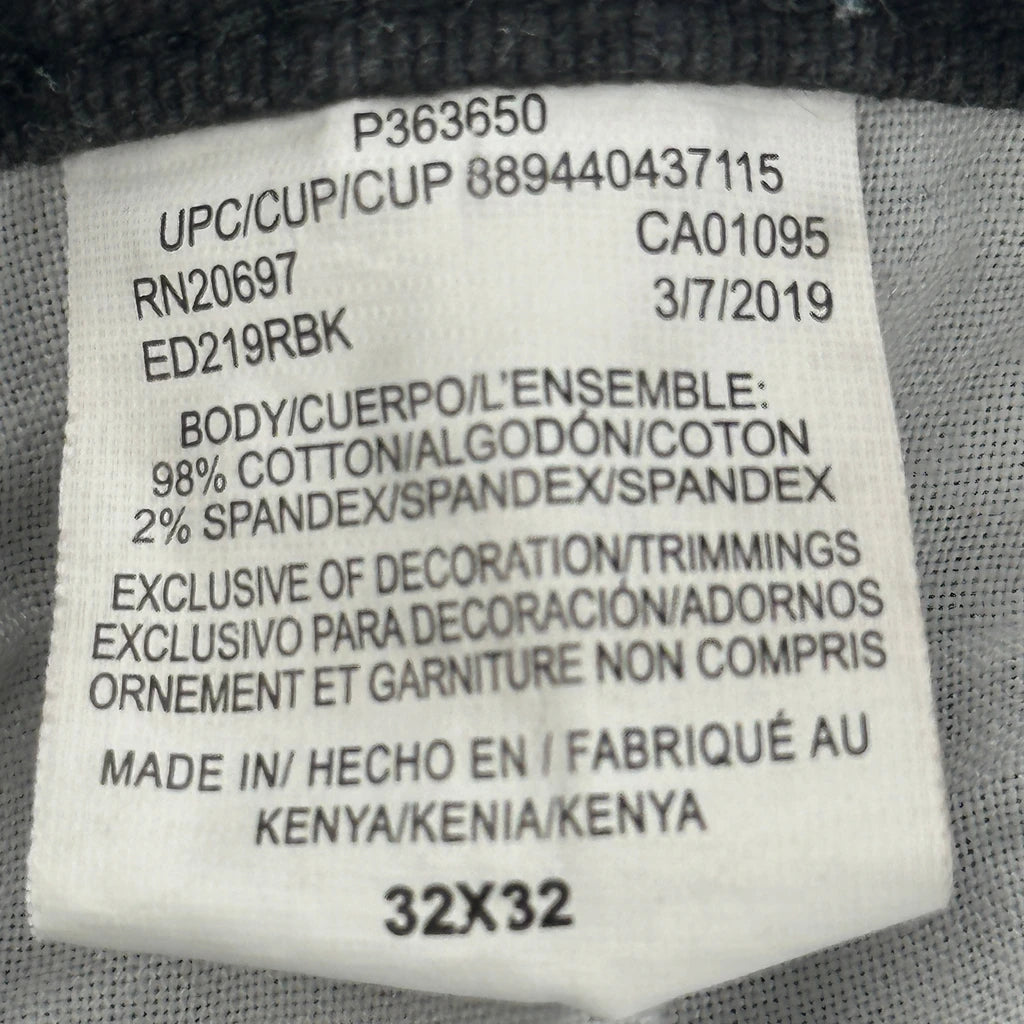 P363650
UPC/CUP/CUP 889440437115
RN20697 CA01095
ED219RBK 3/7/2019
BODY/CUERPO/L'ENSEMBLE:
98% COTTON/ALGODÓN/COTON
2% SPANDEX/SPANDEX/SPANDEX
EXCLUSIVE OF DECORATION/TRIMMINGS
EXCLUSIVO PARA DECORACIÓN/ADORNOS
ORNEMENT ET GARNITURE NON COMPRIS
MADE IN/ HECHO EN / FABRIQUÉ AU
KENYA/KENIA/KENYA
32X32